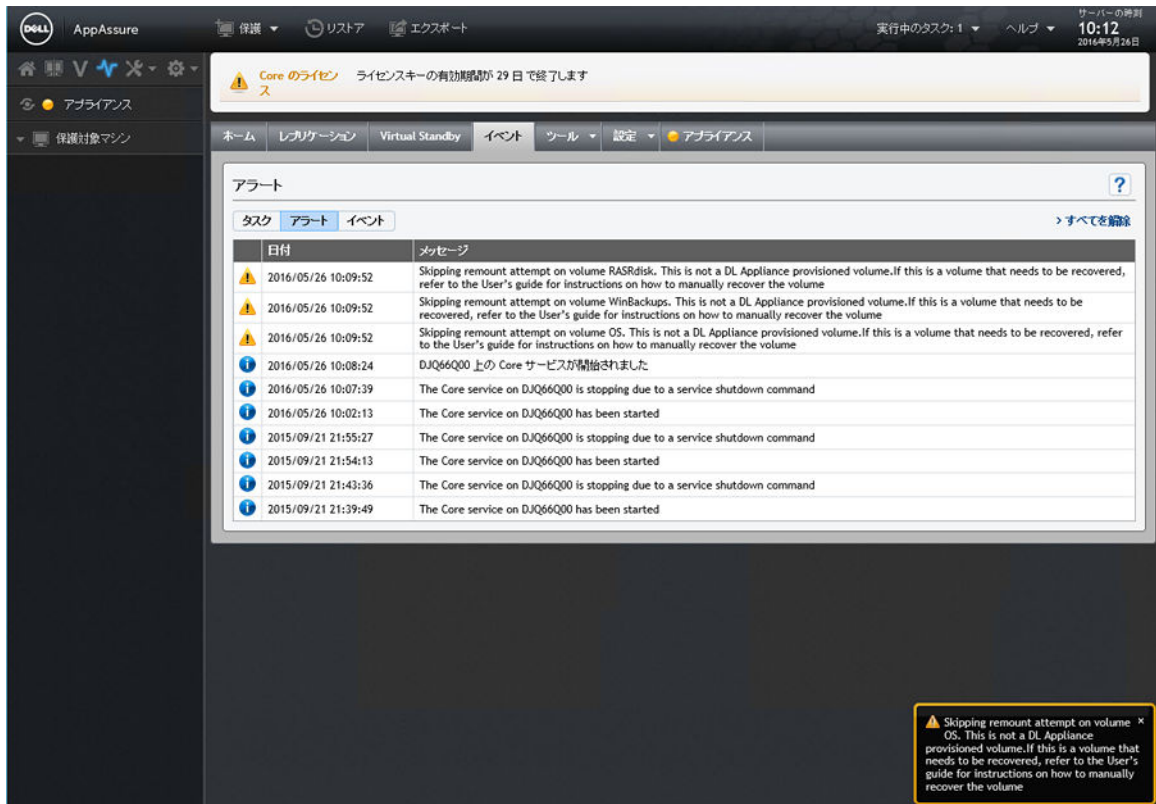 DELL
AppAssure
保護
リストア
エクスポート
実行中のタスク: 1
ヘルプ
サーバーの時刻
10:12
2016年5月26日
V
アプライアンス
保護対象マシン
Core のライセン
ス
ライセンスキーの有効期間が 29 日 で終了します
ホーム
レプリケーション
Virtual Standby
イベント
ツール
設定
アプライアンス
アラート
?
タスク
アラート
イベント
› すべてを解除
日付
メッセージ
2016/05/26 10:09:52
Skipping remount attempt on volume RASRdisk. This is not a DL Appliance provisioned volume.If this is a volume that needs to be recovered,
refer to the User's guide for instructions on how to manually recover the volume
2016/05/26 10:09:52
Skipping remount attempt on volume WinBackups. This is not a DL Appliance provisioned volume.If this is a volume that needs to be
recovered, refer to the User's guide for instructions on how to manually recover the volume
2016/05/26 10:09:52
Skipping remount attempt on volume OS. This is not a DL Appliance provisioned volume.If this is a volume that needs to be recovered, refer
to the User's guide for instructions on how to manually recover the volume
2016/05/26 10:08:24
DJQ66Q00 上の Core サービスが開始されました
2016/05/26 10:07:39
The Core service on DJQ66Q00 is stopping due to a service shutdown command
2016/05/26 10:02:13
The Core service on DJQ66Q00 has been started
2015/09/21 21:55:27
The Core service on DJQ66Q00 is stopping due to a service shutdown command
2015/09/21 21:54:13
The Core service on DJQ66Q00 has been started
2015/09/21 21:43:36
The Core service on DJQ66Q00 is stopping due to a service shutdown command
2015/09/21 21:39:49
The Core service on DJQ66Q00 has been started
Skipping remount attempt on volume ×
OS. This is not a DL Appliance
provisioned volume.If this is a volume that
needs to be recovered, refer to the User's
guide for instructions on how to manually
recover the volume